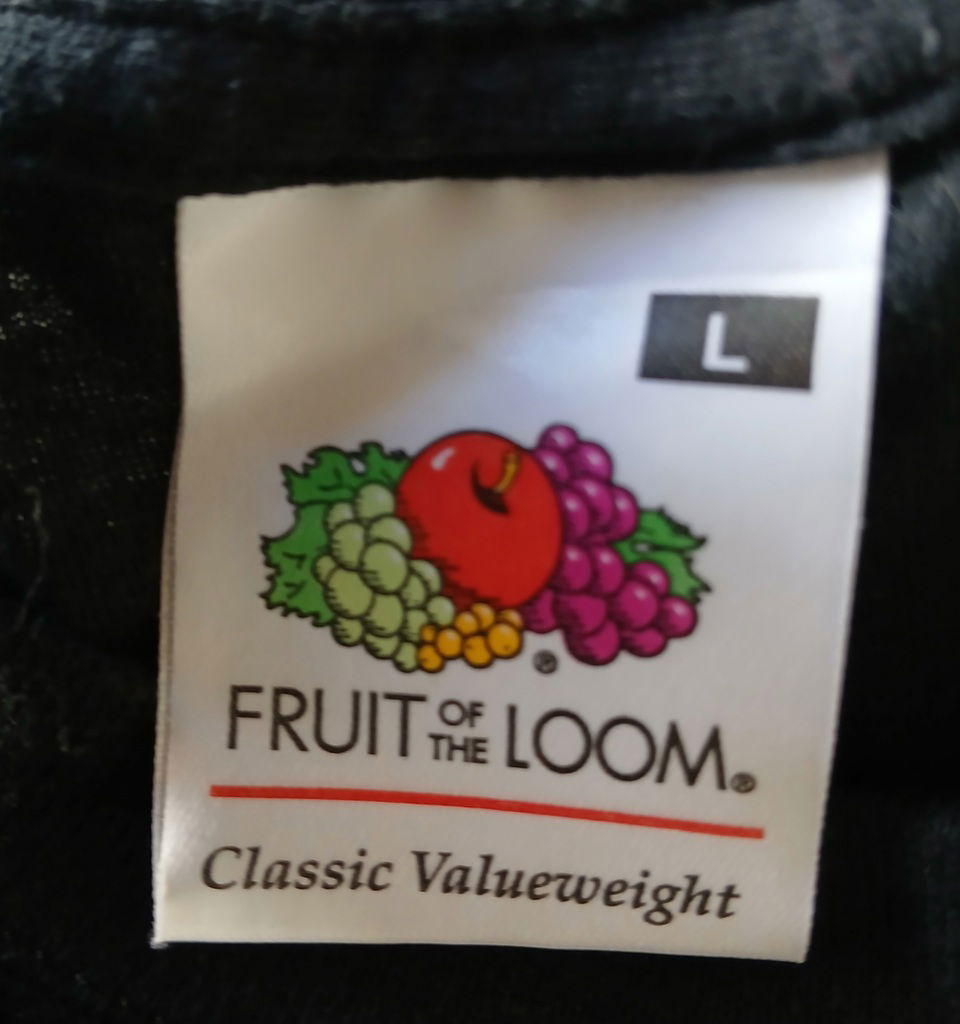 L
®
FRUIT OF THE LOOM®
Classic Valueweight